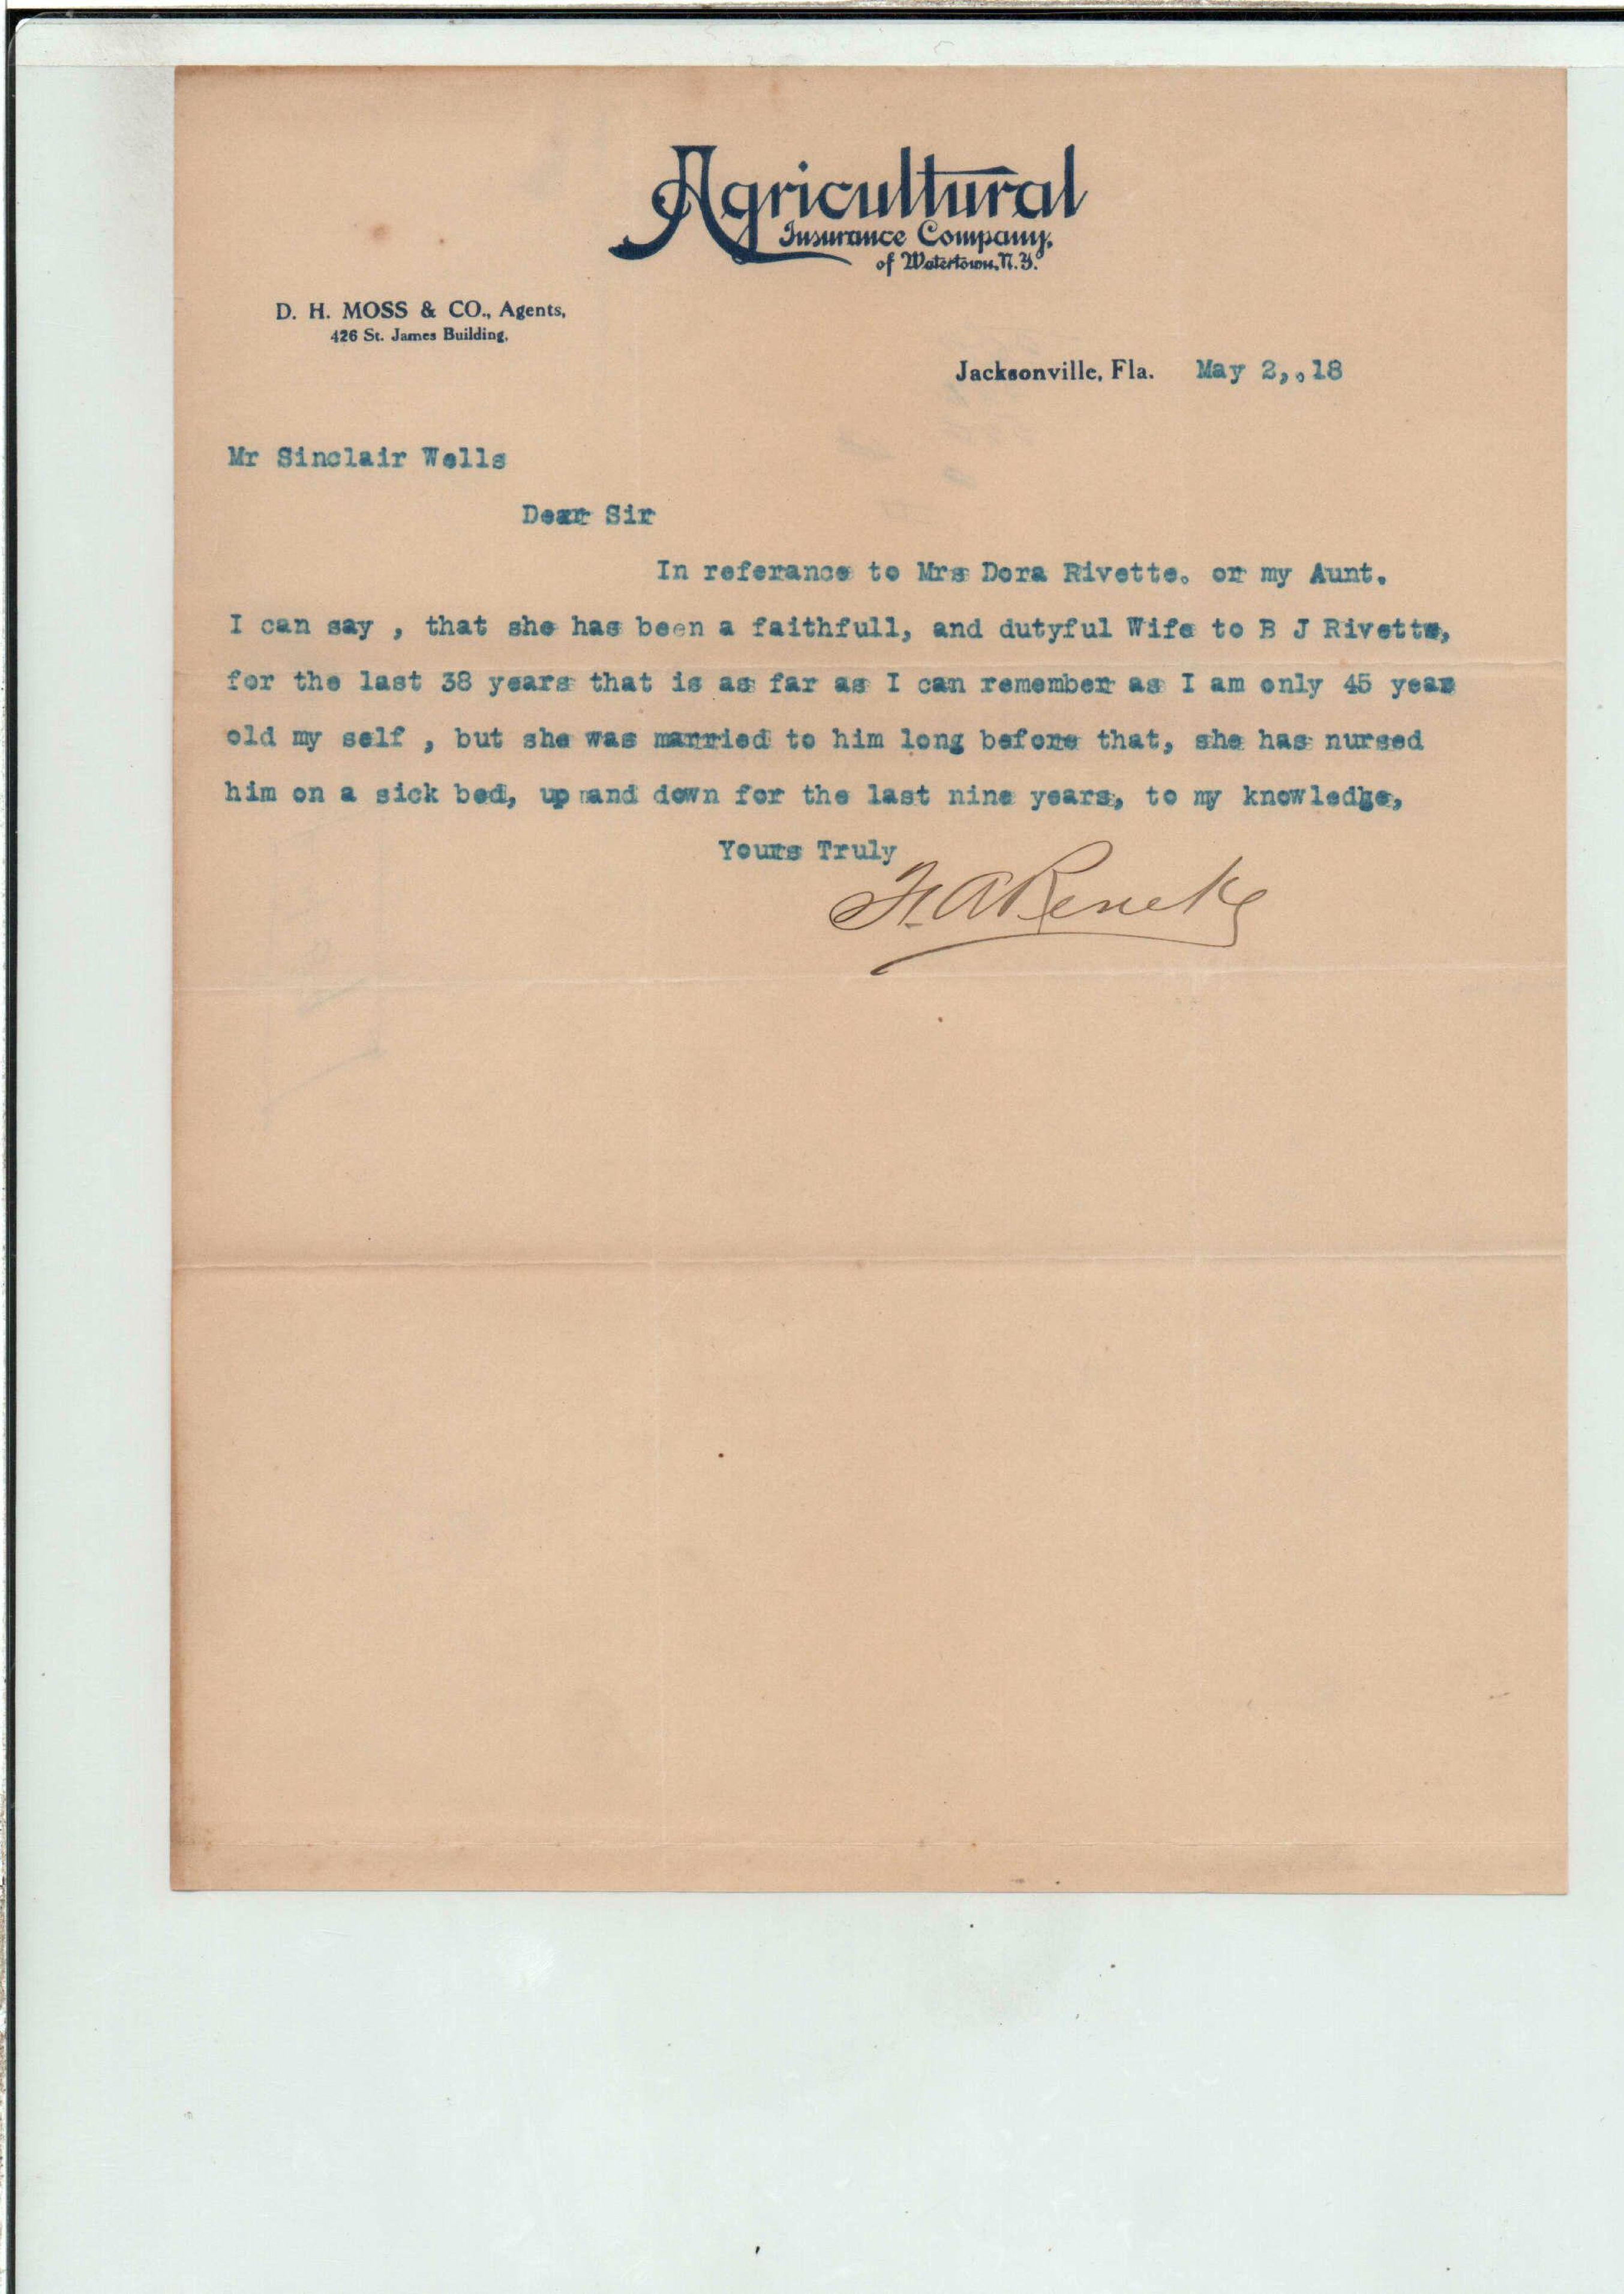 Agricultural
Insurance Company,
of Watertown, N.Y.
D. H. MOSS & CO., Agents,
426 St. James Building,
Jacksonville, Fla. May 2,.18
Mr Sinclair Wells
Dear Sir
In referance to Mrs Dora Rivette. or my Aunt.
I can say , that she has been a faithfull, and dutyful Wife to B J Rivette,
for the last 38 years that is as far as I can remember as I am only 45 year
old my self , but she was married to him long before that, she has nursed
him on a sick bed, up and down for the last nine years, to my knowledge,
Yours Truly